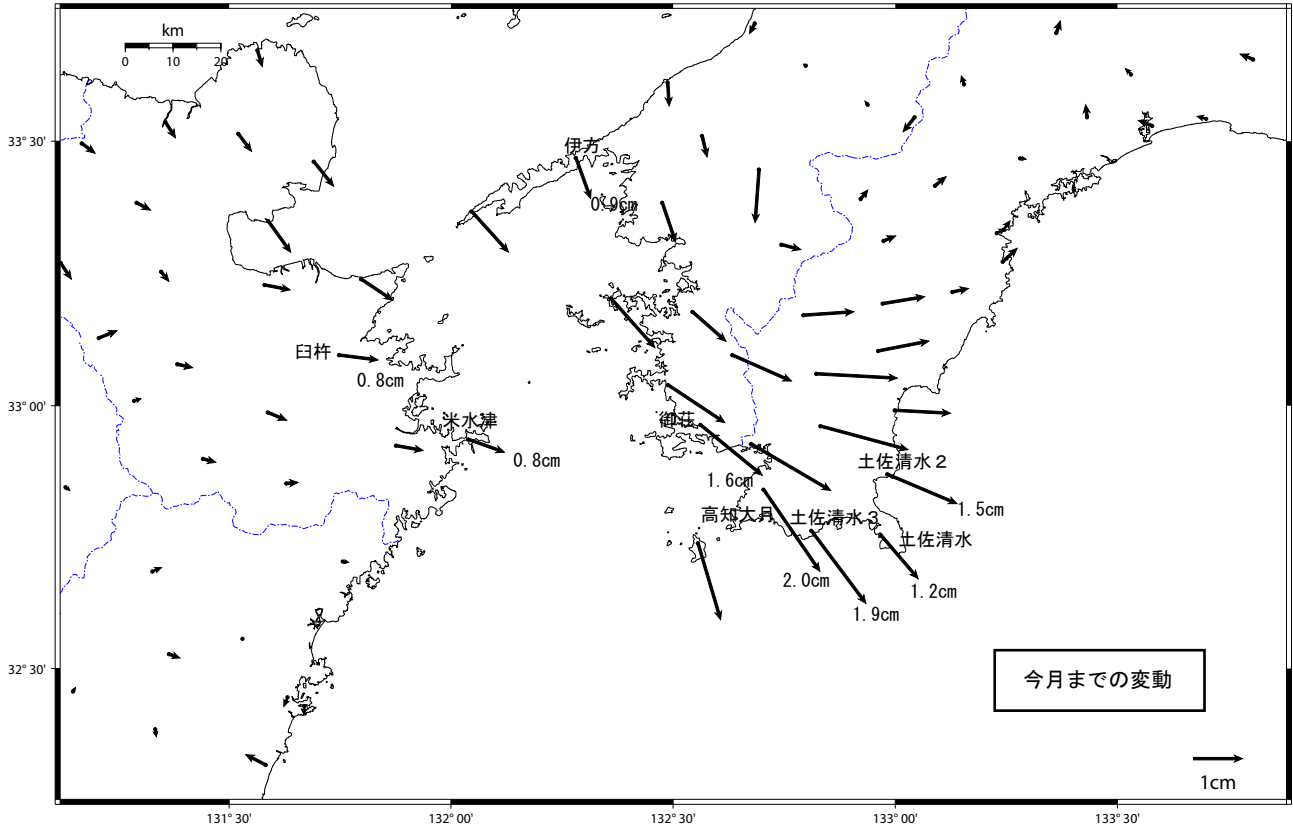 km
0 10 20
33° 30'
伊方
0.9cm
臼杵
0.8cm
33° 00'
米水津
0.8cm
御荘
1.6cm
土佐清水２
1.5cm
高知大月
土佐清水３
土佐清水
2.0cm
1.2cm
1.9cm
32° 30'
今月までの変動
1cm
131° 30'
132° 00'
132° 30'
133° 00'
133° 30'